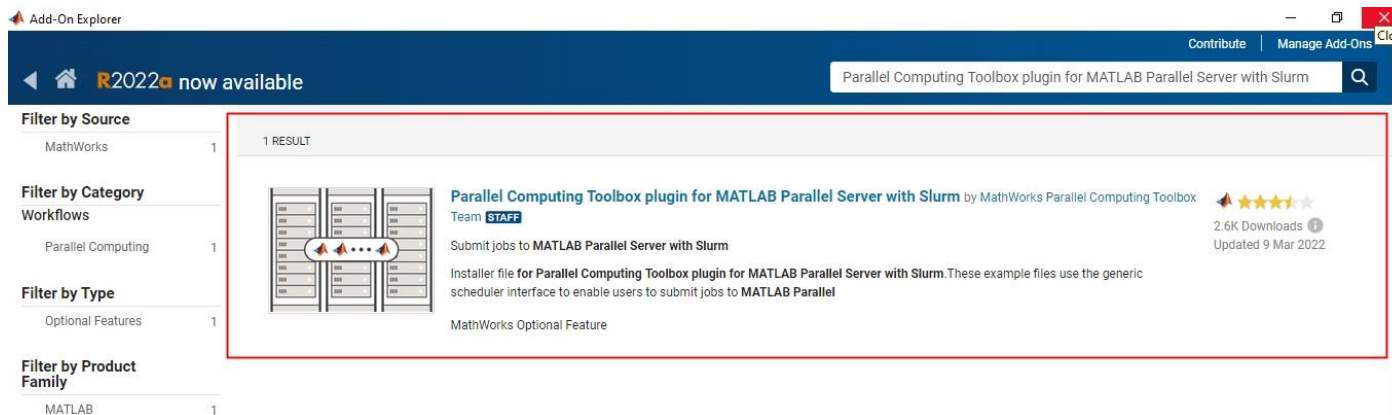 Add-On Explorer
Clo
Contribute
Manage Add-Ons
R2022a now available
Parallel Computing Toolbox plugin for MATLAB Parallel Server with Slurm
Filter by Source
MathWorks 1
Filter by Category
Workflows
Parallel Computing 1
Filter by Type
Optional Features 1
Filter by Product
Family
MATLAB 1
1 RESULT
Parallel Computing Toolbox plugin for MATLAB Parallel Server with Slurm by MathWorks Parallel Computing Toolbox
Team STAFF
Submit jobs to MATLAB Parallel Server with Slurm
Installer file for Parallel Computing Toolbox plugin for MATLAB Parallel Server with Slurm.These example files use the generic
scheduler interface to enable users to submit jobs to MATLAB Parallel
MathWorks Optional Feature
2.6K Downloads
Updated 9 Mar 2022